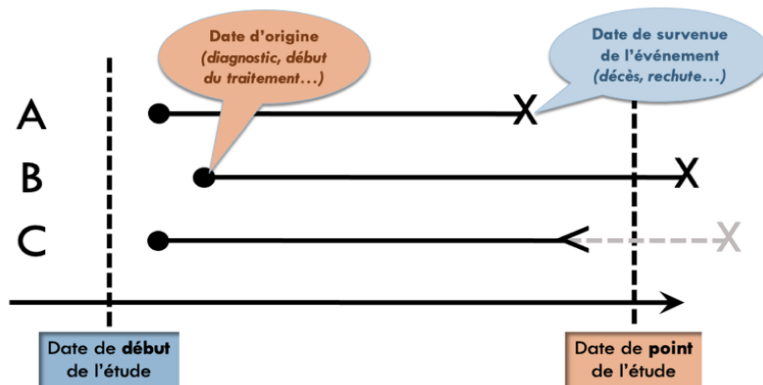 Date d'origine
(diagnostic, début
du traitement…)
Date de survenue
de l'événement
(décès, rechute…)
A
X
B
X
C
X
Date de début
de l'étude
Date de point
de l'étude